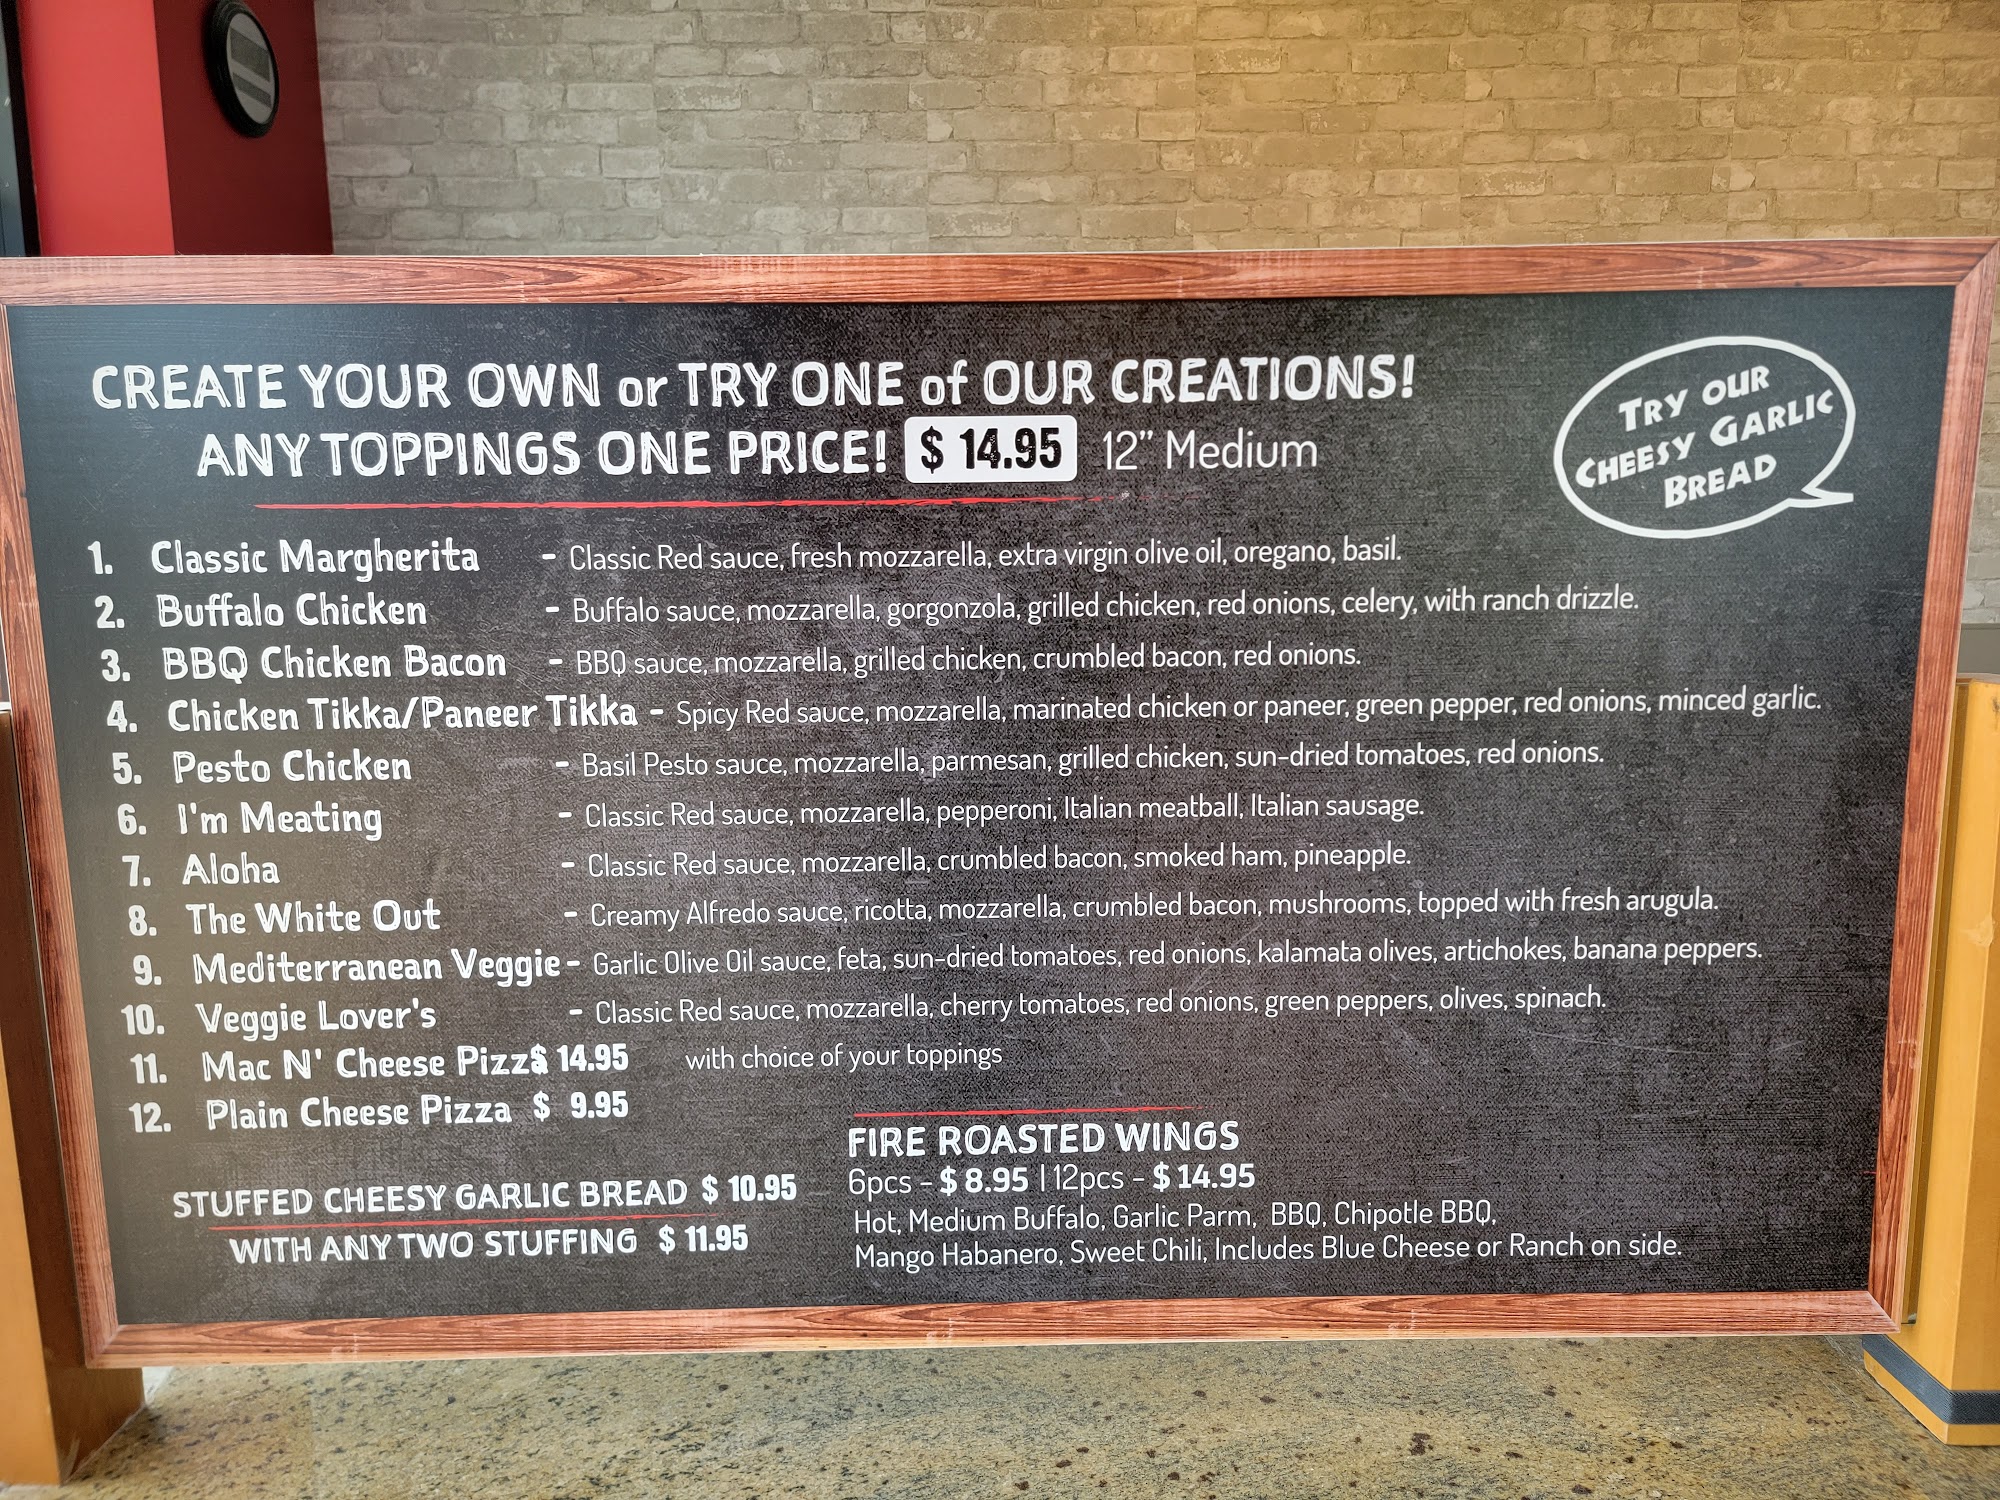 CREATE YOUR OWN or TRY ONE of OUR CREATIONS!
ANY TOPPINGS ONE PRICE! $ 14.95 12" Medium
TRY OUR
CHEESY GARLIC
BREAD
1. Classic Margherita - Classic Red sauce, fresh mozzarella, extra virgin olive oil, oregano, basil.
2. Buffalo Chicken - Buffalo sauce, mozzarella, gorgonzola, grilled chicken, red onions, celery, with ranch drizzle.
3. BBQ Chicken Bacon - BBQ sauce, mozzarella, grilled chicken, crumbled bacon, red onions.
4. Chicken Tikka/Paneer Tikka - Spicy Red sauce, mozzarella, marinated chicken or paneer, green pepper, red onions, minced garlic.
5. Pesto Chicken - Basil Pesto sauce, mozzarella, parmesan, grilled chicken, sun-dried tomatoes, red onions.
6. I'm Meating - Classic Red sauce, mozzarella, pepperoni, Italian meatball, Italian sausage.
7. Aloha - Classic Red sauce, mozzarella, crumbled bacon, smoked ham, pineapple.
8. The White Out - Creamy Alfredo sauce, ricotta, mozzarella, crumbled bacon, mushrooms, topped with fresh arugula.
9. Mediterranean Veggie - Garlic Olive Oil sauce, feta, sun-dried tomatoes, red onions, kalamata olives, artichokes, banana peppers.
10. Veggie Lover's - Classic Red sauce, mozzarella, cherry tomatoes, red onions, green peppers, olives, spinach.
11. Mac N' Cheese Pizza $ 14.95 with choice of your toppings
12. Plain Cheese Pizza $ 9.95
STUFFED CHEESY GARLIC BREAD $ 10.95
WITH ANY TWO STUFFING $ 11.95
FIRE ROASTED WINGS
6pcs - $ 8.95 | 12pcs - $ 14.95
Hot, Medium Buffalo, Garlic Parm, BBQ, Chipotle BBQ,
Mango Habanero, Sweet Chili, Includes Blue Cheese or Ranch on side.